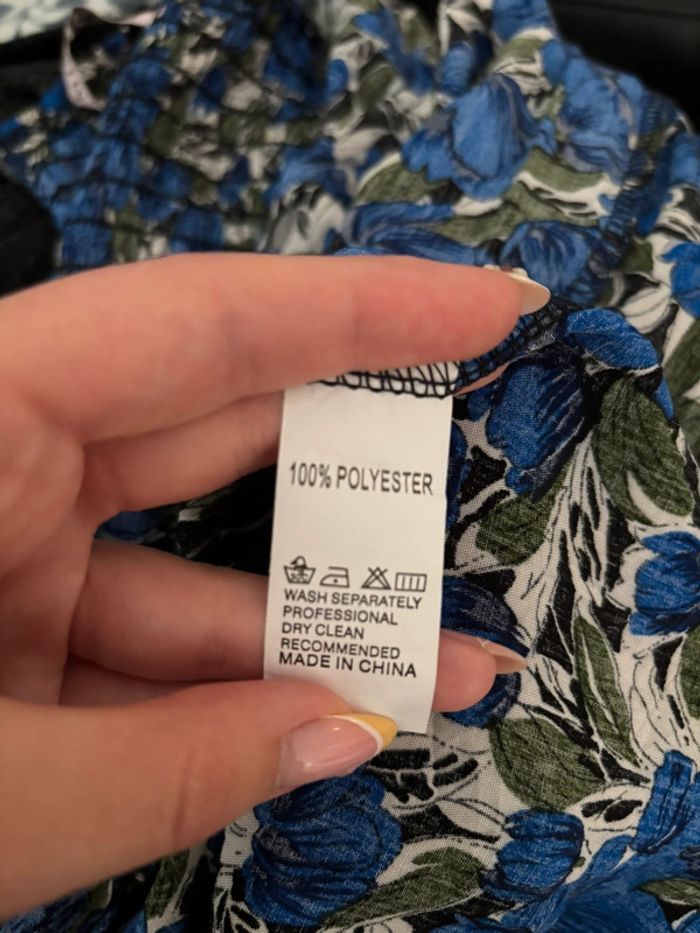 100% POLYESTER
WASH SEPARATELY
PROFESSIONAL
DRY CLEAN
RECOMMENDED
MADE IN CHINA